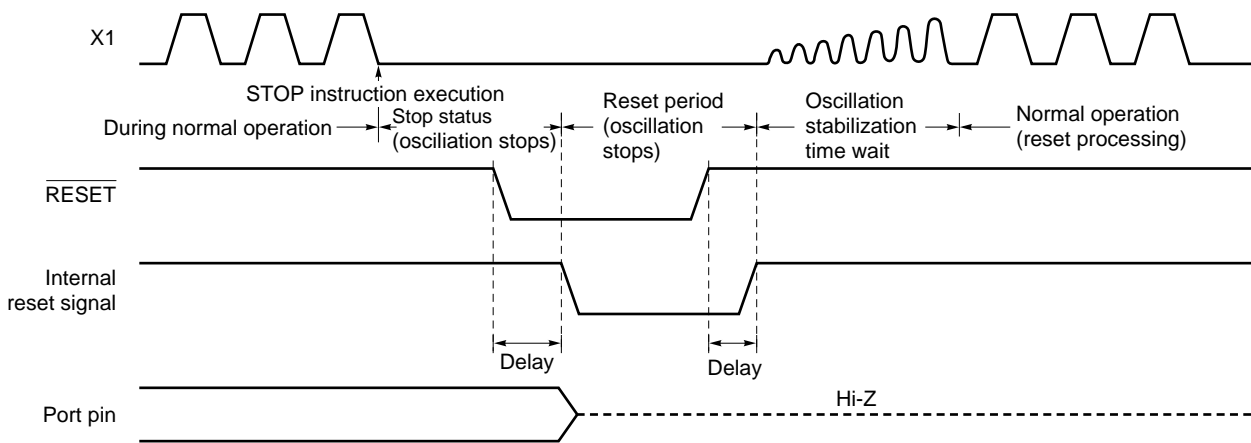 X1
STOP instruction execution
During normal operation
Stop status
(osciliation stops)
Reset period
(oscillation
stops)
Oscillation
stabilization
time wait
Normal operation
(reset processing)
RESET
Internal
reset signal
Delay
Delay
Port pin
Hi-Z